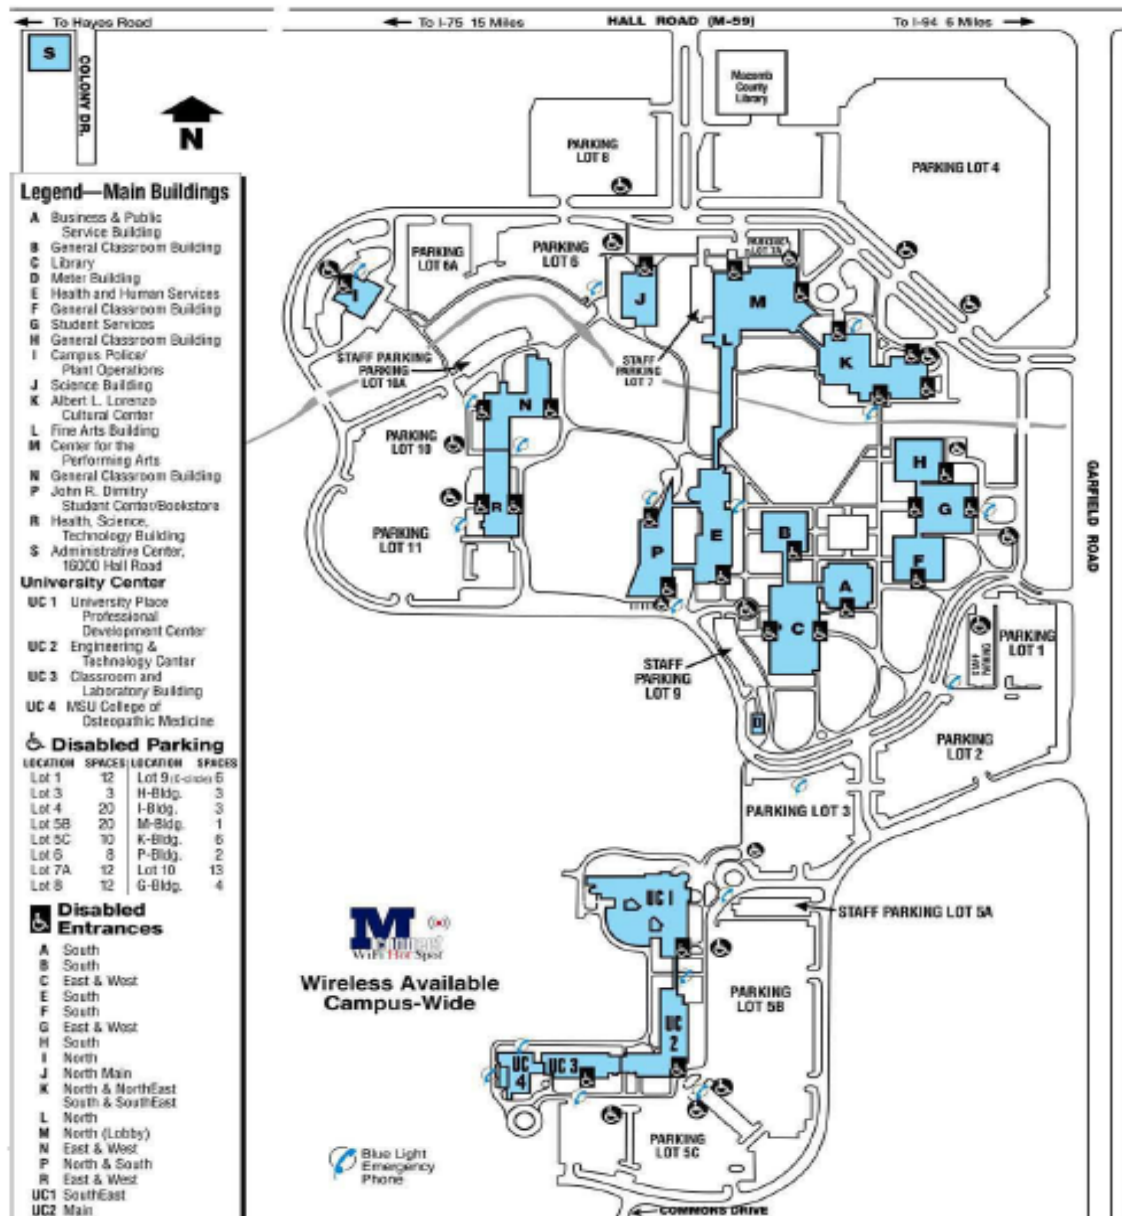 To Hayes Road
To I-75 15 Miles
HALL ROAD (M-59)
To I-94 6 Miles
S
COLONY DR.
N
Macomb
County
Library
PARKING
LOT 8
PARKING LOT 4
Legend—Main Buildings
A Business & Public
Service Building
B General Classroom Building
C Library
D Meter Building
E Health and Human Services
F General Classroom Building
G Student Services
H General Classroom Building
I Campus Police/
Plant Operations
J Science Building
K Albert L. Lorenzo
Cultural Center
L Fine Arts Building
M Center for the
Performing Arts
N General Classroom Building
P John R. Dimitry
Student Center/Bookstore
R Health, Science,
Technology Building
S Administrative Center,
16000 Hall Road
University Center
UC 1 University Place
Professional
Development Center
UC 2 Engineering &
Technology Center
UC 3 Classroom and
Laboratory Building
UC 4 MSU College of
Osteopathic Medicine
Disabled Parking
LOCATION SPACES LOCATION SPACES
Lot 1 12 Lot 9 6
Lot 3 3 H-Bldg. 3
Lot 4 20 I-Bldg. 3
Lot 5B 20 M-Bldg. 1
Lot 5C 10 K-Bldg. 6
Lot 6 8 P-Bldg. 2
Lot 7A 12 Lot 10 13
Lot 8 12 G-Bldg. 4
Disabled
Entrances
A South
B South
C East & West
E South
F South
G East & West
H South
I North
J North Main
K North & NorthEast
South & SouthEast
L North
M North (Lobby)
N East & West
P North & South
R East & West
UC1 SouthEast
UC2 Main
PARKING
LOT 6A
PARKING
LOT 6
PARKING
LOT 7A
I
J
M
L
K
STAFF PARKING
PARKING
LOT 10A
STAFF
PARKING
LOT 7
N
PARKING
LOT 10
H
G
F
R
PARKING
LOT 11
P
E
B
A
C
D
GARFIELD ROAD
STAFF
PARKING
LOT 9
STAFF
PARKING
PARKING
LOT 1
PARKING
LOT 2
PARKING LOT 3
UC 1
STAFF PARKING LOT 5A
M
connect
WiFi Hot Spot
Wireless Available
Campus-Wide
PARKING
LOT 5B
UC
2
UC 3
UC
4
PARKING
LOT 5C
Blue Light
Emergency
Phone
COMMONS DRIVE